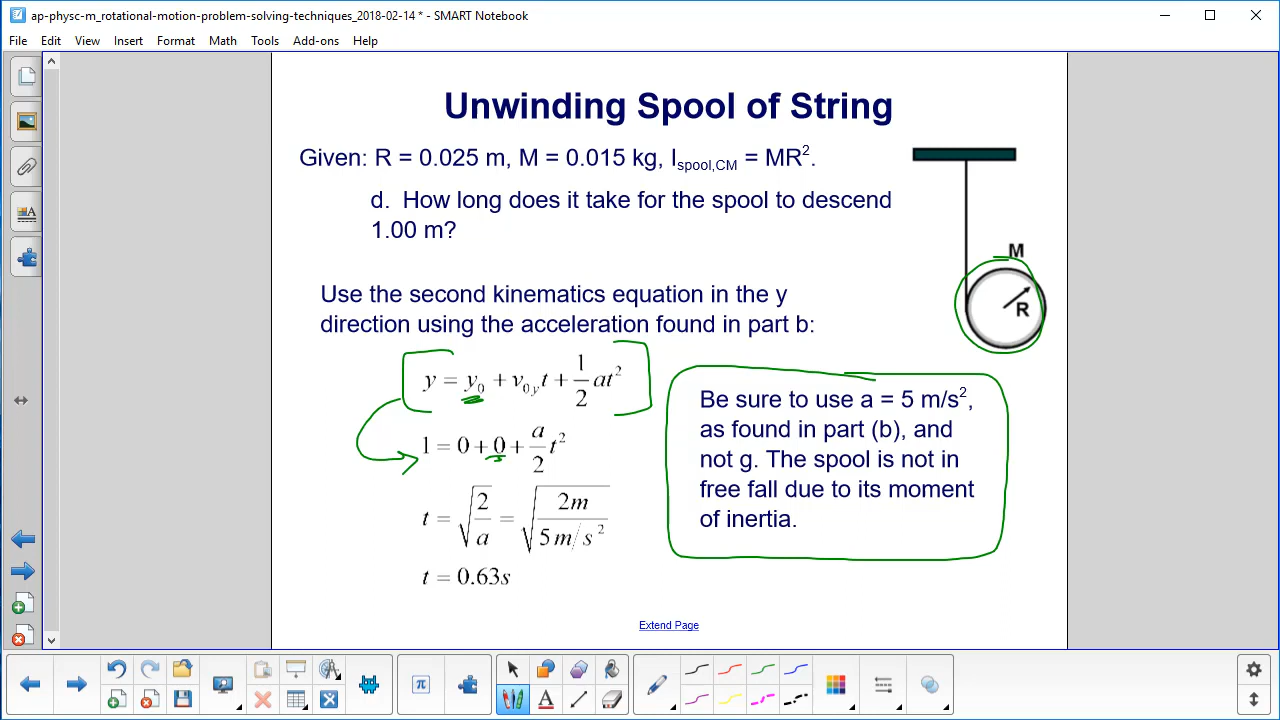 ap-physc-m_rotational-motion-problem-solving-techniques_2018-02-14 * - SMART Notebook
File Edit View Insert Format Math Tools Add-ons Help
Unwinding Spool of String
Given: R = 0.025 m, M = 0.015 kg, I_spool,CM = MR².
d. How long does it take for the spool to descend
1.00 m?
M
R
Use the second kinematics equation in the y
direction using the acceleration found in part b:
y = y₀ + v₀y t + 1/2 at²
1 = 0 + 0 + a/2 t²
t = √(2/a) = √(2m / 5 m/s²)
t = 0.63s
Be sure to use a = 5 m/s²,
as found in part (b), and
not g. The spool is not in
free fall due to its moment
of inertia.
Extend Page
π
A